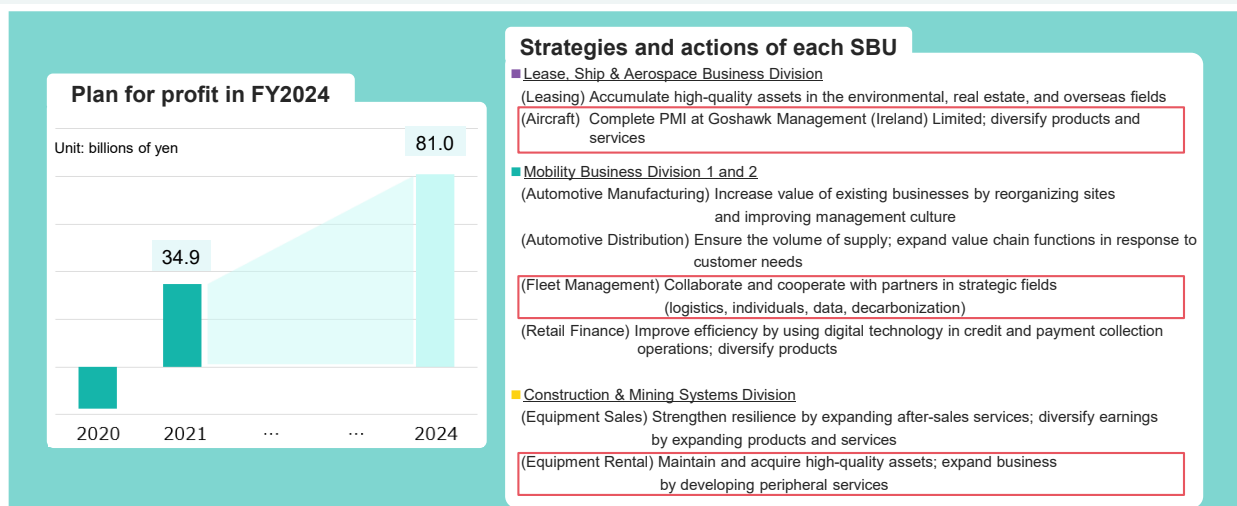 Plan for profit in FY2024
Unit: billions of yen
81.0
34.9
2020 2021 ... ... 2024
Strategies and actions of each SBU
Lease, Ship & Aerospace Business Division
(Leasing) Accumulate high-quality assets in the environmental, real estate, and overseas fields
(Aircraft) Complete PMI at Goshawk Management (Ireland) Limited; diversify products and
services
Mobility Business Division 1 and 2
(Automotive Manufacturing) Increase value of existing businesses by reorganizing sites
and improving management culture
(Automotive Distribution) Ensure the volume of supply; expand value chain functions in response to
customer needs
(Fleet Management) Collaborate and cooperate with partners in strategic fields
(logistics, individuals, data, decarbonization)
(Retail Finance) Improve efficiency by using digital technology in credit and payment collection
operations; diversify products
Construction & Mining Systems Division
(Equipment Sales) Strengthen resilience by expanding after-sales services; diversify earnings
by expanding products and services
(Equipment Rental) Maintain and acquire high-quality assets; expand business
by developing peripheral services